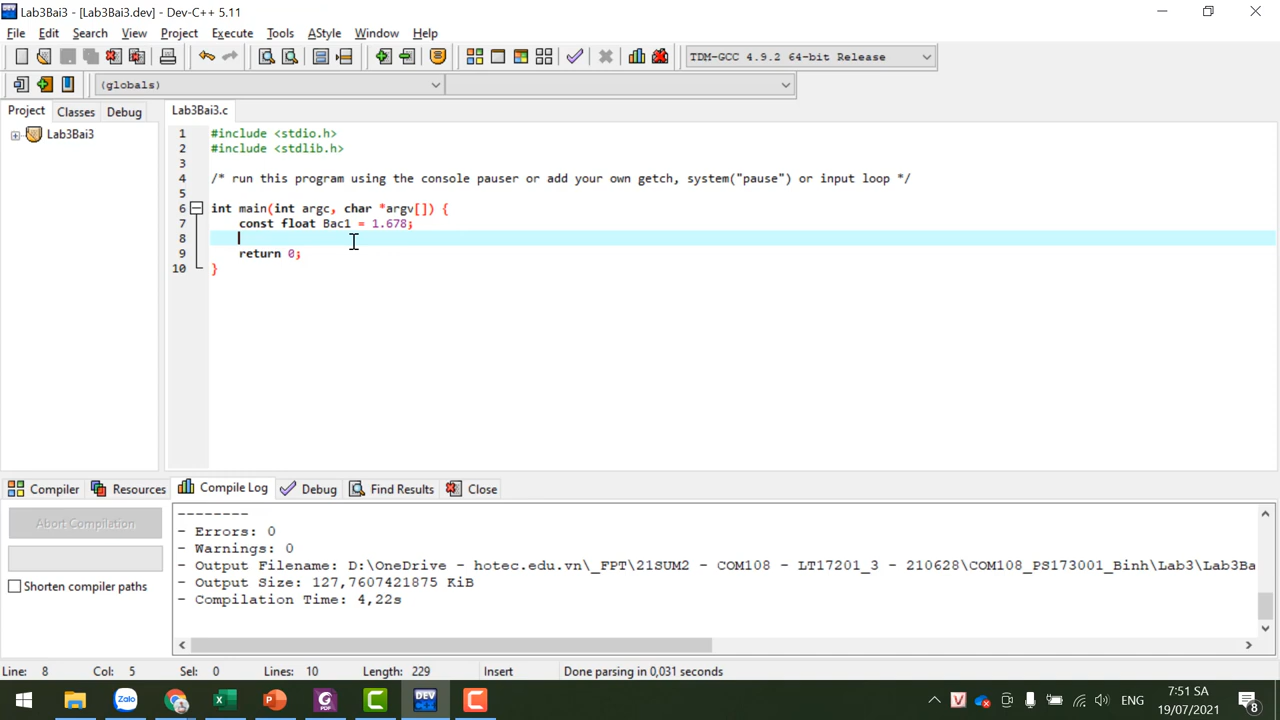 Lab3Bai3 - [Lab3Bai3.dev] - Dev-C++ 5.11
File Edit Search View Project Execute Tools AStyle Window Help
TDM-GCC 4.9.2 64-bit Release
(globals)
Project Classes Debug Lab3Bai3.c
Lab3Bai3
1 #include <stdio.h>
2 #include <stdlib.h>
3
4 /* run this program using the console pauser or add your own getch, system("pause") or input loop */
5
6 int main(int argc, char *argv[]) {
7 const float Bac1 = 1.678;
8
9 return 0;
10 }
Compiler Resources Compile Log Debug Find Results Close
Abort Compilation
Shorten compiler paths
--------
- Errors: 0
- Warnings: 0
- Output Filename: D:\OneDrive - hotec.edu.vn\_FPT\21SUM2 - COM108 - LT17201_3 - 210628\COM108_PS173001_Binh\Lab3\Lab3Ba
- Output Size: 127,7607421875 KiB
- Compilation Time: 4,22s
Line: 8 Col: 5 Sel: 0 Lines: 10 Length: 229 Insert Done parsing in 0,031 seconds
Zalo
DEV
ENG
7:51 SA
19/07/2021
8